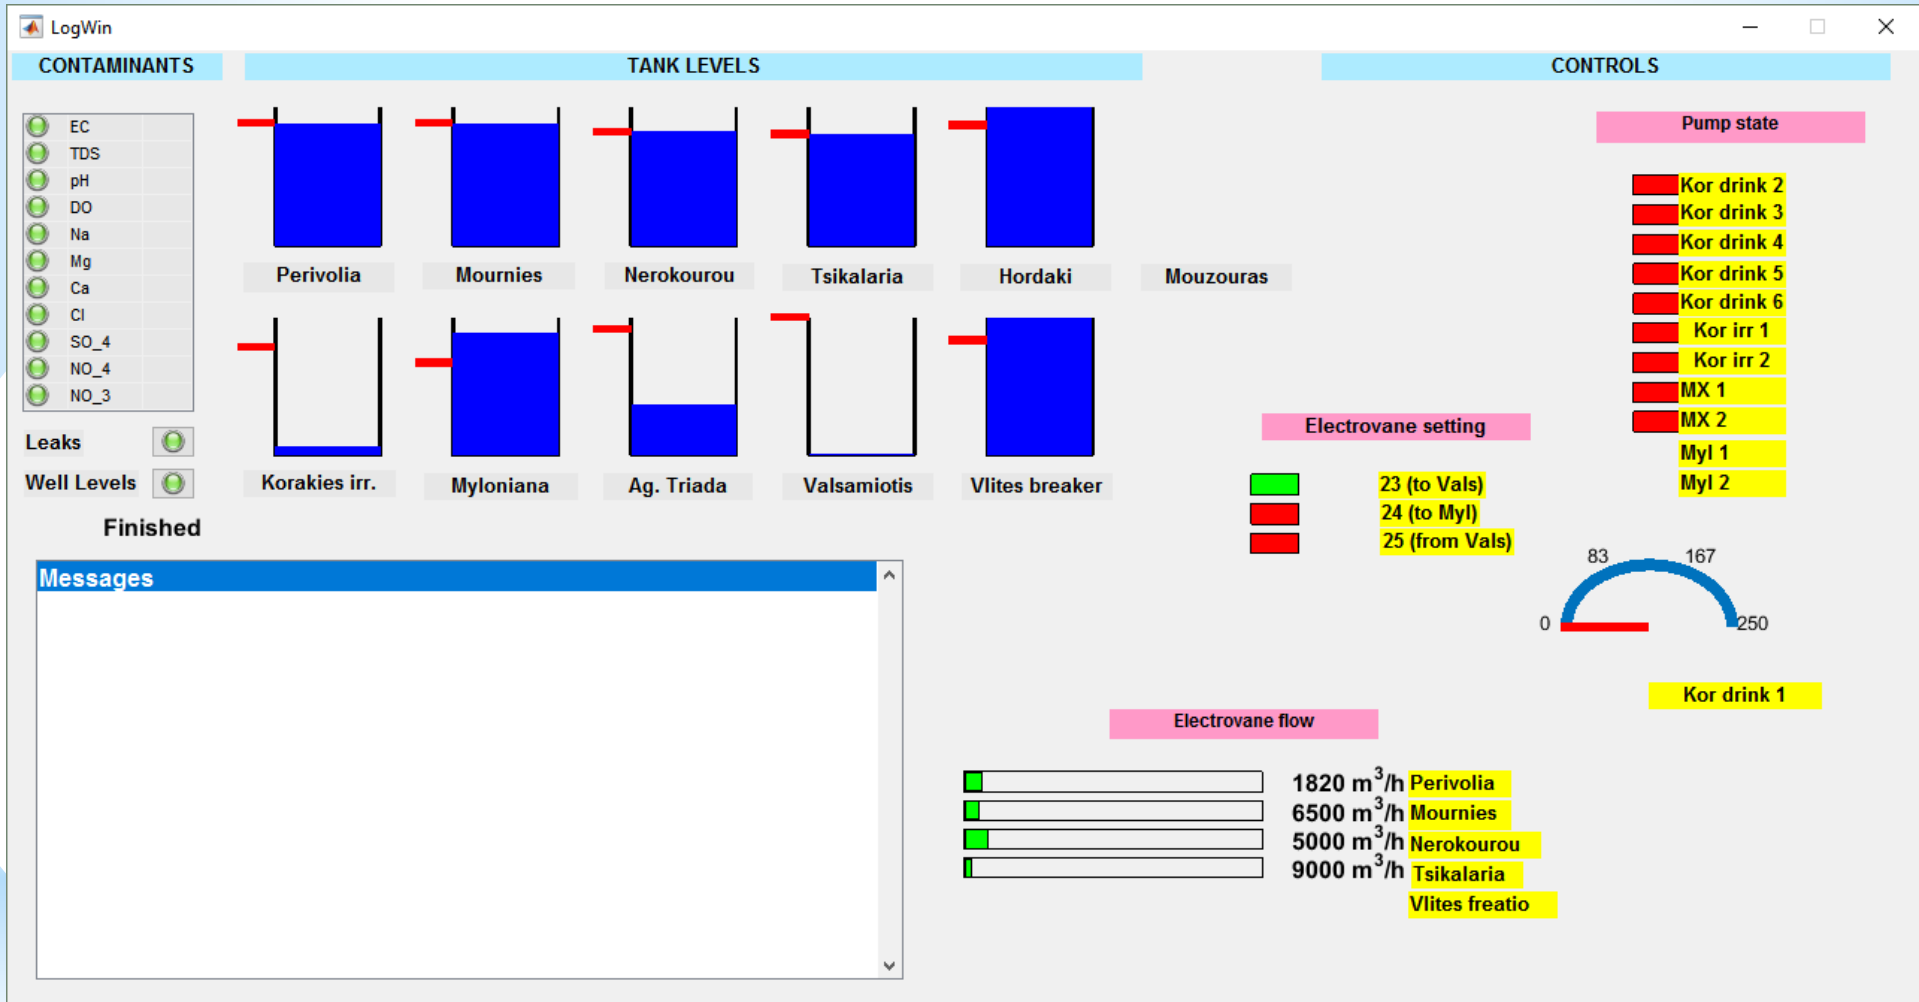 LogWin
CONTAMINANTS
TANK LEVELS
CONTROLS
EC
TDS
pH
DO
Na
Mg
Ca
Cl
SO_4
NO_4
NO_3
Leaks
Well Levels
Finished
Messages
Perivolia
Mournies
Nerokourou
Tsikalaria
Hordaki
Mouzouras
Korakies irr.
Myloniana
Ag. Triada
Valsamiotis
Vlites breaker
Pump state
Kor drink 2
Kor drink 3
Kor drink 4
Kor drink 5
Kor drink 6
Kor irr 1
Kor irr 2
MX 1
MX 2
Myl 1
Myl 2
Electrovane setting
23 (to Vals)
24 (to Myl)
25 (from Vals)
0
83
167
250
Kor drink 1
Electrovane flow
1820 m³/h Perivolia
6500 m³/h Mournies
5000 m³/h Nerokourou
9000 m³/h Tsikalaria
Vlites freatio